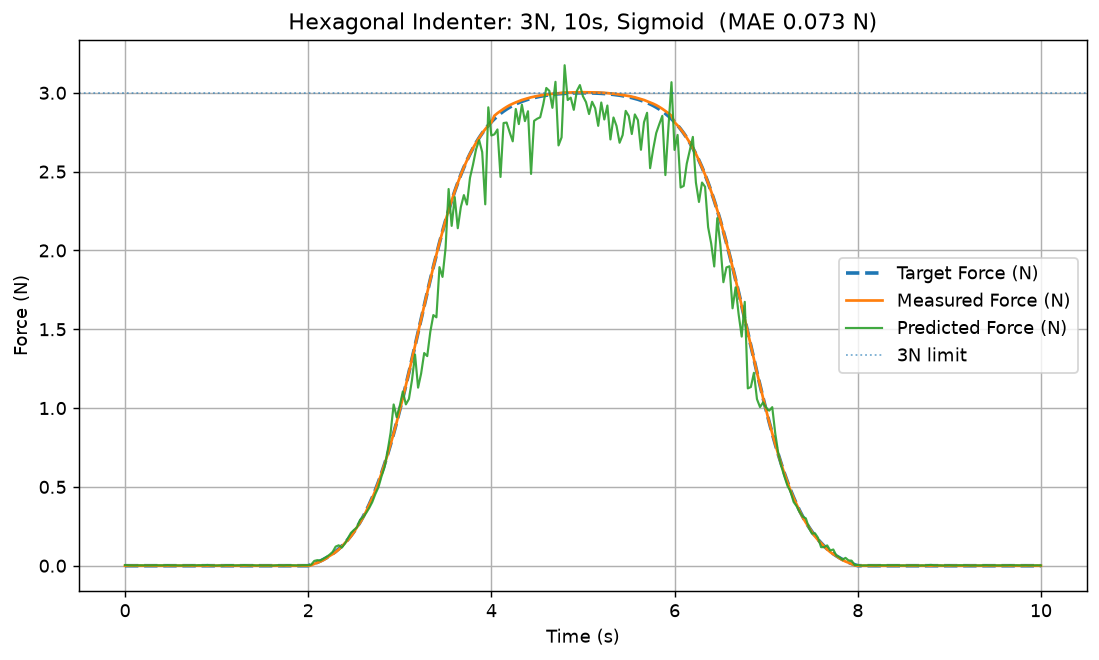 Hexagonal Indenter: 3N, 10s, Sigmoid  (MAE 0.073 N)
Force (N)
3.0
2.5
2.0
1.5
1.0
0.5
0.0
Target Force (N)
Measured Force (N)
Predicted Force (N)
3N limit
0 2 4 6 8 10
Time (s)